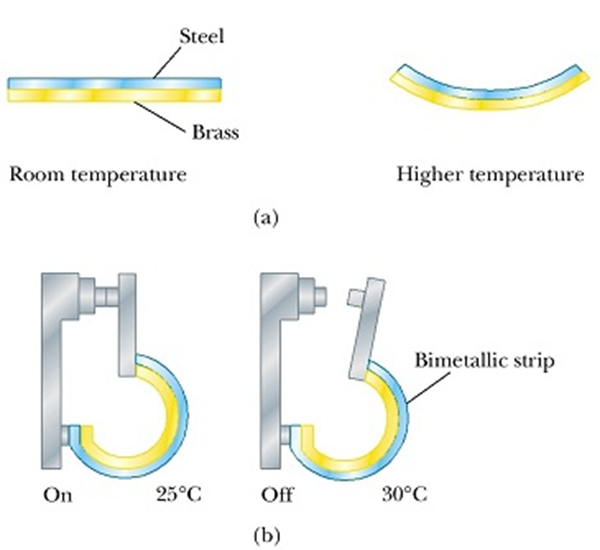 Steel
Brass
Room temperature
Higher temperature
(a)
Bimetallic strip
On
25°C
Off
30°C
(b)